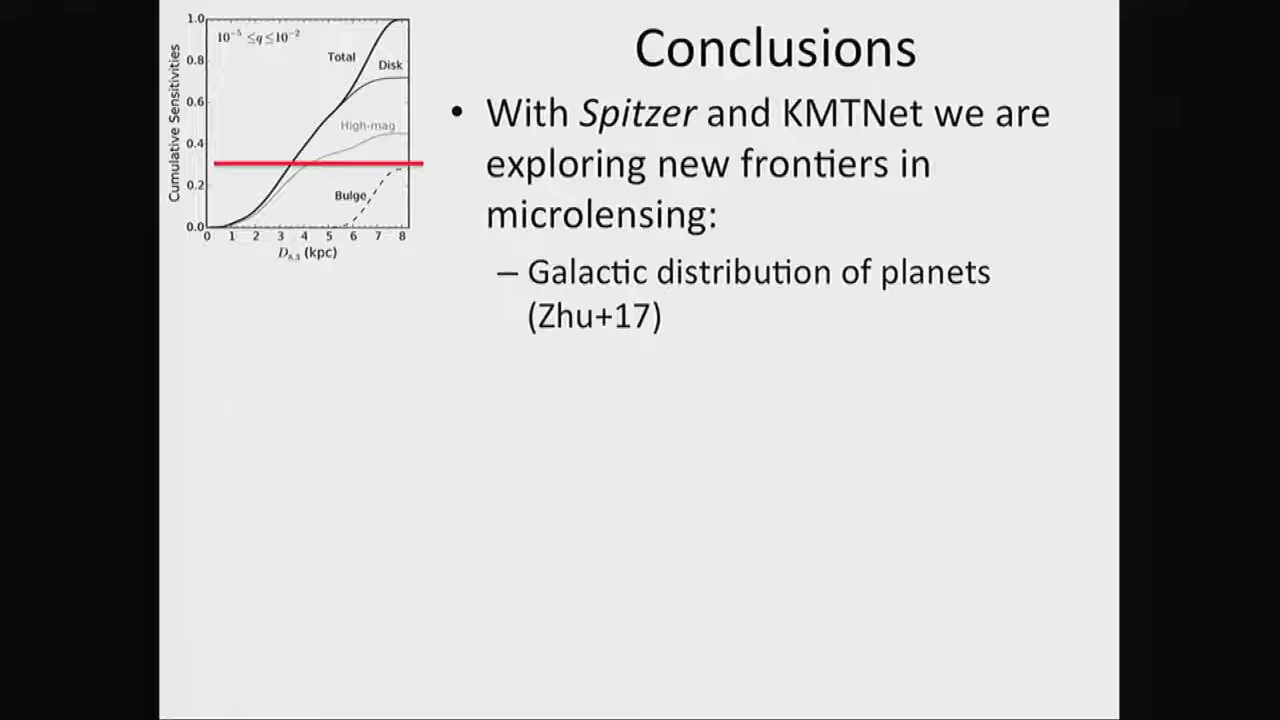 Conclusions
• With Spitzer and KMTNet we are
exploring new frontiers in
microlensing:
– Galactic distribution of planets
(Zhu+17)
10⁻⁵ ≤q ≤10⁻²
Total
Disk
High-mag
Bulge
Cumulative Sensitivities
1.0
0.8
0.6
0.4
0.2
0.0
0 1 2 3 4 5 6 7 8
D₈.₃ (kpc)